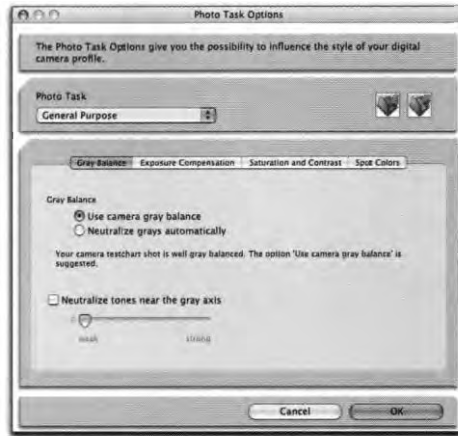 Photo Task Options
The Photo Task Options give you the possibility to influence the style of your digital
camera profile.
Photo Task
General Purpose
Gray Balance Exposure Compensation Saturation and Contrast Spot Colors
Gray Balance
Use camera gray balance
Neutralize grays automatically
Your camera testchart shot is well gray balanced. The option 'Use camera gray balance' is
suggested.
Neutralize tones near the gray axis
weak strong
Cancel OK